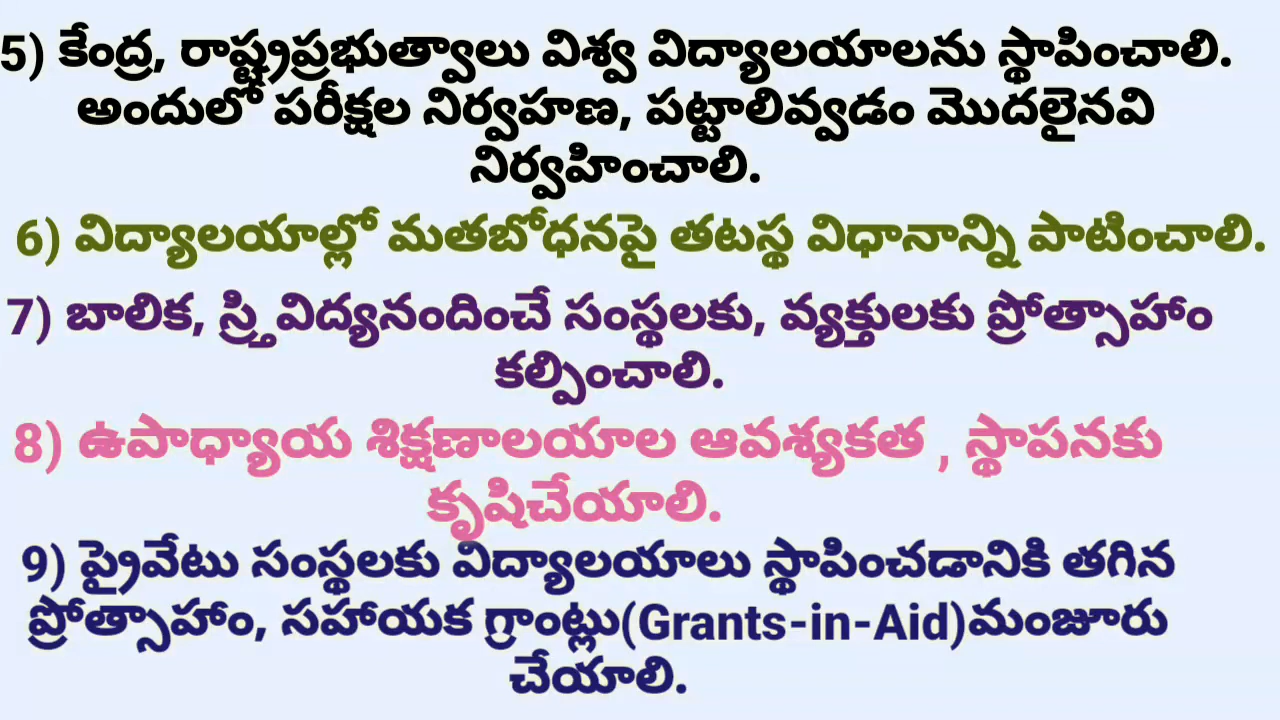 5) కేంద్ర, రాష్ట్రప్రభుత్వాలు విశ్వ విద్యాలయాలను స్థాపించాలి.
అందులో పరీక్షల నిర్వహణ, పట్టాలివ్వడం మొదలైనవి
నిర్వహించాలి.
6) విద్యాలయాల్లో మతబోధనపై తటస్థ విధానాన్ని పాటించాలి.
7) బాలిక, స్త్రివిద్యనందించే సంస్థలకు, వ్యక్తులకు ప్రోత్సాహాం
కల్పించాలి.
8) ఉపాధ్యాయ శిక్షణాలయాల ఆవశ్యకత , స్థాపనకు
కృషిచేయాలి.
9) ప్రైవేటు సంస్థలకు విద్యాలయాలు స్థాపించడానికి తగిన
ప్రోత్సాహాం, సహాయక గ్రాంట్లు(Grants-in-Aid)మంజూరు
చేయాలి.